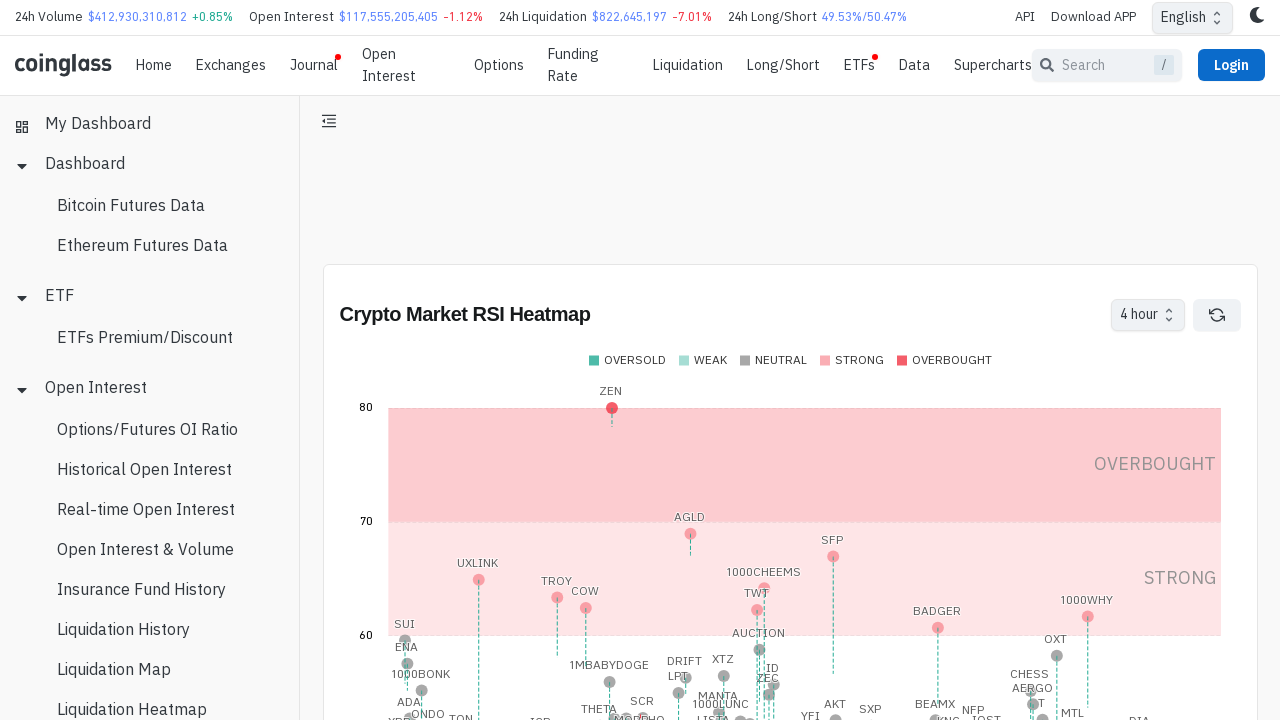 24h Volume $412,930,310,812 +0.85% Open Interest $117,555,205,405 -1.12% 24h Liquidation $822,645,197 -7.01% 24h Long/Short 49.53%/50.47% API Download APP English
coinglass Home Exchanges Journal Open Interest Options Funding Rate Liquidation Long/Short ETFs Data Supercharts Search / Login
My Dashboard
Dashboard
Bitcoin Futures Data
Ethereum Futures Data
ETF
ETFs Premium/Discount
Open Interest
Options/Futures OI Ratio
Historical Open Interest
Real-time Open Interest
Open Interest & Volume
Insurance Fund History
Liquidation History
Liquidation Map
Liquidation Heatmap
Crypto Market RSI Heatmap 4 hour
OVERSOLD WEAK NEUTRAL STRONG OVERBOUGHT
ZEN
80
OVERBOUGHT
70
AGLD
SFP
UXLINK
1000CHEEMS
STRONG
TROY
COW
TWT
1000WHY
BADGER
SUI
60
AUCTION
OXT
ENA
1MBABYDOGE
DRIFT
XTZ
ID
1000BONK
LPT
ZEC
CHESS
AERGO
ADA
SCR
MANTA
1000LUNC
AKT
BEAMX
THETA
NFP
ONDO
MTL
YFI
SXP
TON